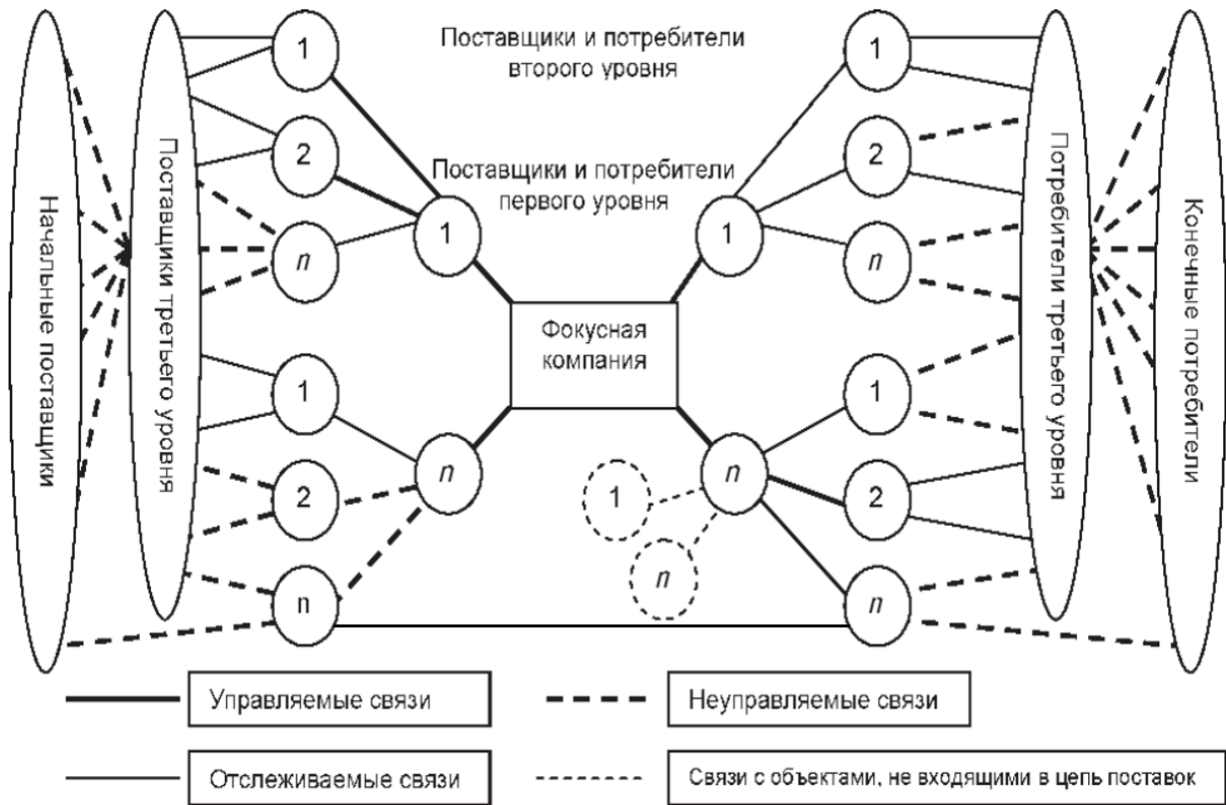 Поставщики и потребители
второго уровня
Поставщики и потребители
первого уровня
Начальные поставщики
Поставщики третьего уровня
1
2
n
1
2
n
1
n
Фокусная
компания
1
n
1
n
1
2
n
1
2
n
Потребители третьего уровня
Конечные потребители
Управляемые связи
Неуправляемые связи
Отслеживаемые связи
Связи с объектами, не входящими в цепь поставок